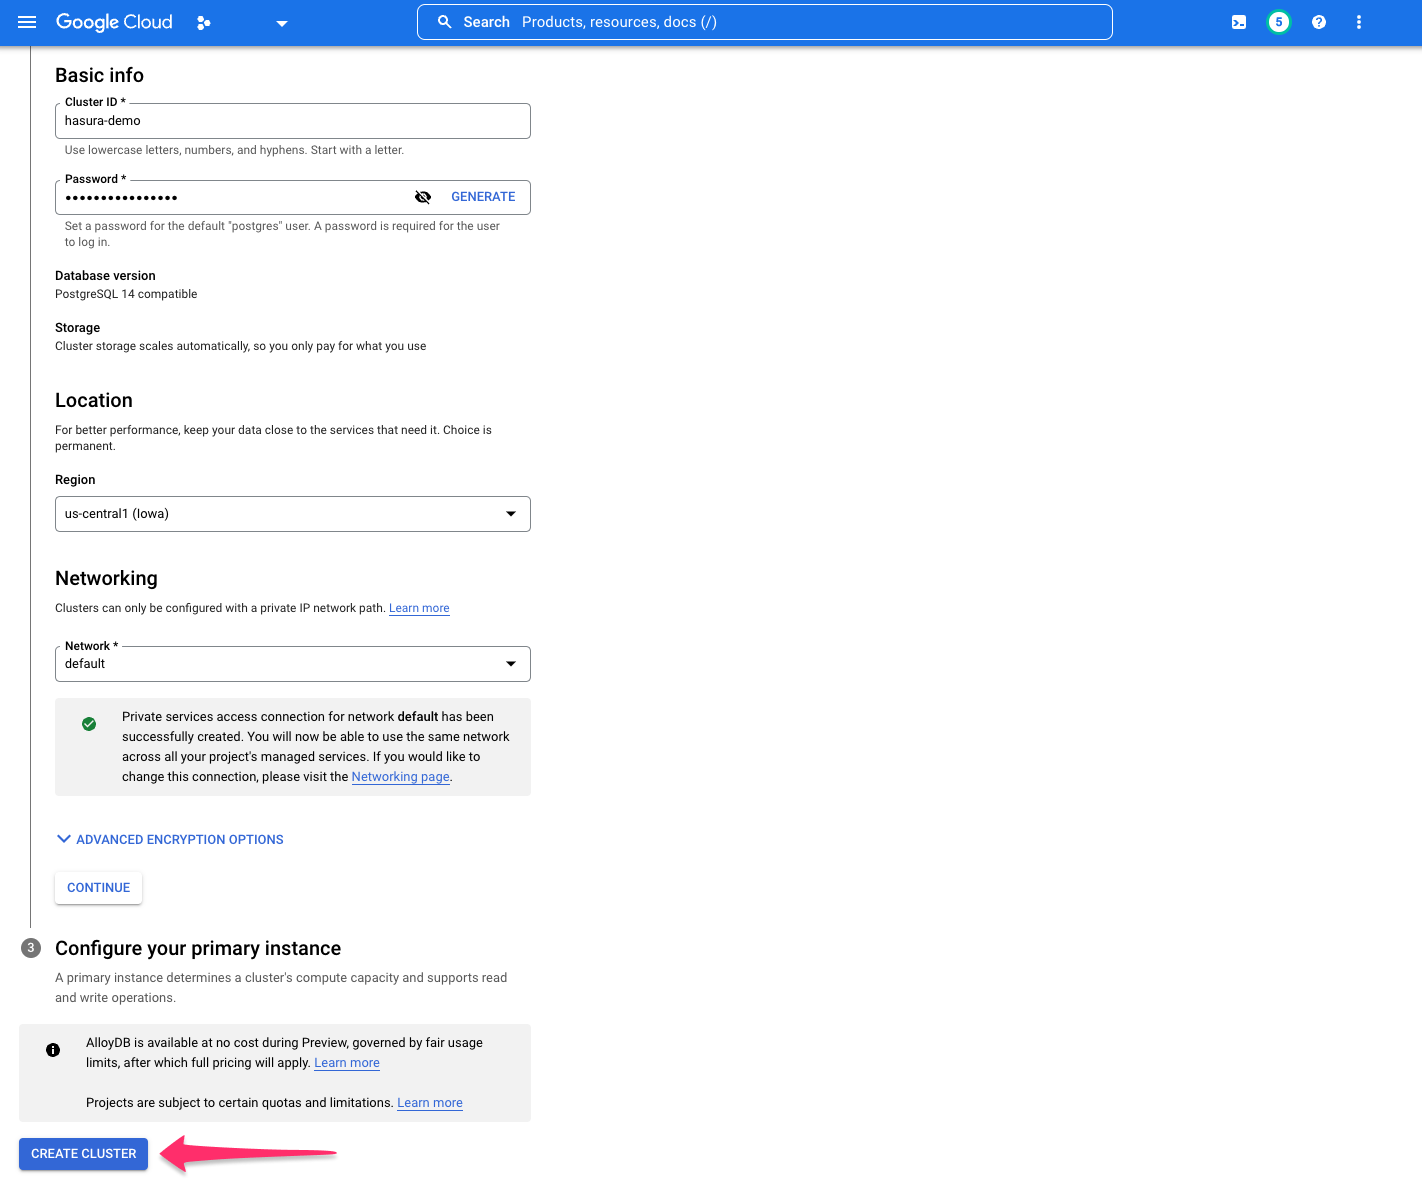 Google Cloud
Search Products, resources, docs (/)
5
Basic info
Cluster ID *
hasura-demo
Use lowercase letters, numbers, and hyphens. Start with a letter.
Password *
••••••••••••••••
GENERATE
Set a password for the default "postgres" user. A password is required for the user
to log in.
Database version
PostgreSQL 14 compatible
Storage
Cluster storage scales automatically, so you only pay for what you use
Location
For better performance, keep your data close to the services that need it. Choice is
permanent.
Region
us-central1 (Iowa)
Networking
Clusters can only be configured with a private IP network path. Learn more
Network *
default
Private services access connection for network default has been
successfully created. You will now be able to use the same network
across all your project's managed services. If you would like to
change this connection, please visit the Networking page.
ADVANCED ENCRYPTION OPTIONS
CONTINUE
3 Configure your primary instance
A primary instance determines a cluster's compute capacity and supports read
and write operations.
AlloyDB is available at no cost during Preview, governed by fair usage
limits, after which full pricing will apply. Learn more
Projects are subject to certain quotas and limitations. Learn more
CREATE CLUSTER